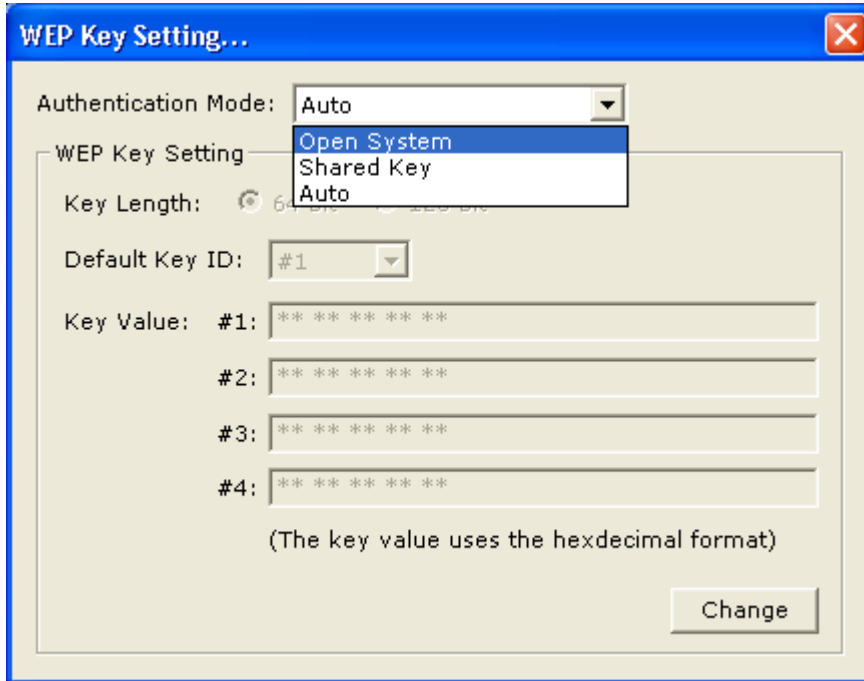 WEP Key Setting...
Authentication Mode: Auto
Open System
Shared Key
Auto
WEP Key Setting
Key Length:
Default Key ID: #1
Key Value: #1: ** ** ** ** **
#2: ** ** ** ** **
#3: ** ** ** ** **
#4: ** ** ** ** **
(The key value uses the hexdecimal format)
Change